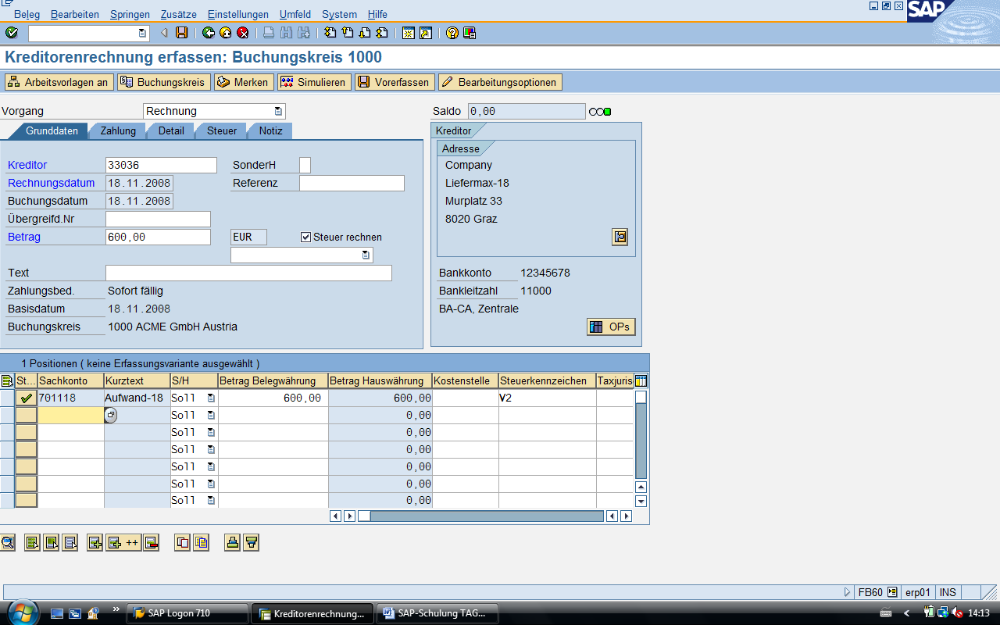 Beleg Bearbeiten Springen Zusätze Einstellungen Umfeld System Hilfe
SAP
Kreditorenrechnung erfassen: Buchungskreis 1000
Arbeitsvorlagen an Buchungskreis Merken Simulieren Vorerfassen Bearbeitungsoptionen
Vorgang Rechnung Saldo 0,00
Grunddaten Zahlung Detail Steuer Notiz
Kreditor 33036 SonderH
Rechnungsdatum 18.11.2008 Referenz
Buchungsdatum 18.11.2008
Übergreifd.Nr
Betrag 600,00 EUR Steuer rechnen
Text
Zahlungsbed. Sofort fällig
Basisdatum 18.11.2008
Buchungskreis 1000 ACME GmbH Austria
Kreditor
Adresse
Company
Liefermax-18
Murplatz 33
8020 Graz
Bankkonto 12345678
Bankleitzahl 11000
BA-CA, Zentrale
OPs
1 Positionen ( keine Erfassungsvariante ausgewählt )
St... Sachkonto Kurztext S/H Betrag Belegwährung Betrag Hauswährung Kostenstelle Steuerkennzeichen Taxjuris
701118 Aufwand-18 Soll 600,00 600,00 V2
Soll 0,00
Soll 0,00
Soll 0,00
Soll 0,00
Soll 0,00
Soll 0,00
++
FB60 erp01 INS
» SAP Logon 710 Kreditorenrechnung... SAP-Schulung TAG... < 14:13